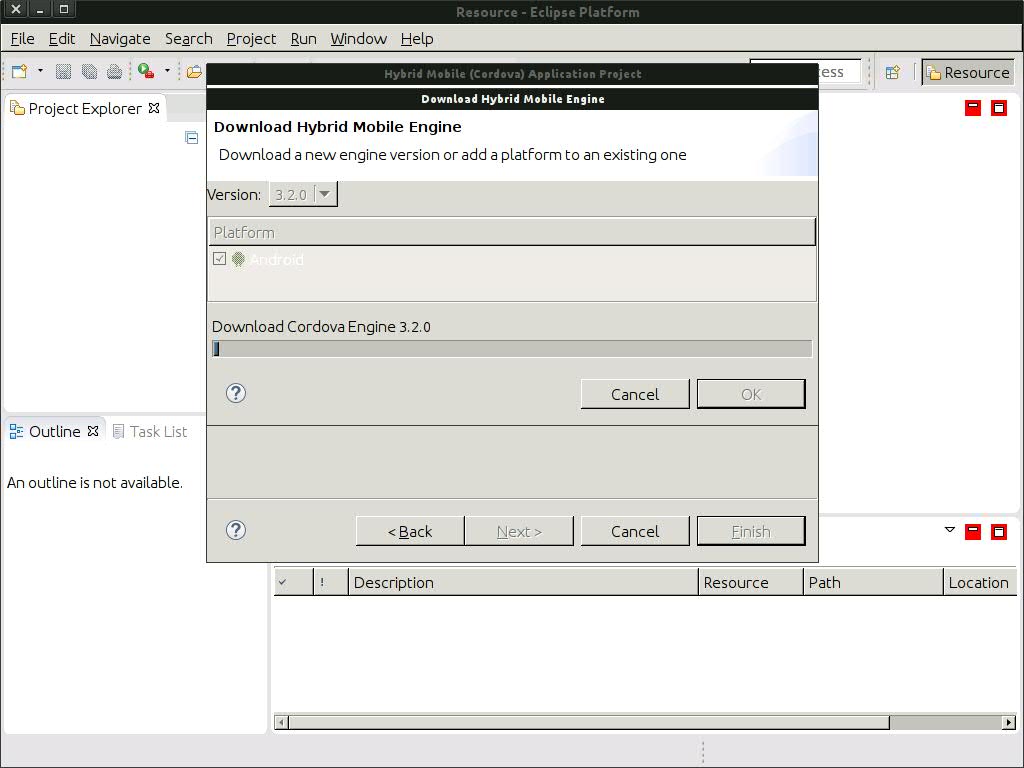 Resource - Eclipse Platform
File Edit Navigate Search Project Run Window Help
Resource
Project Explorer
Hybrid Mobile (Cordova) Application Project
Download Hybrid Mobile Engine
Download Hybrid Mobile Engine
Download a new engine version or add a platform to an existing one
Version: 3.2.0
Platform
Android
Download Cordova Engine 3.2.0
Cancel OK
Outline Task List
An outline is not available.
< Back Next > Cancel Finish
! Description Resource Path Location